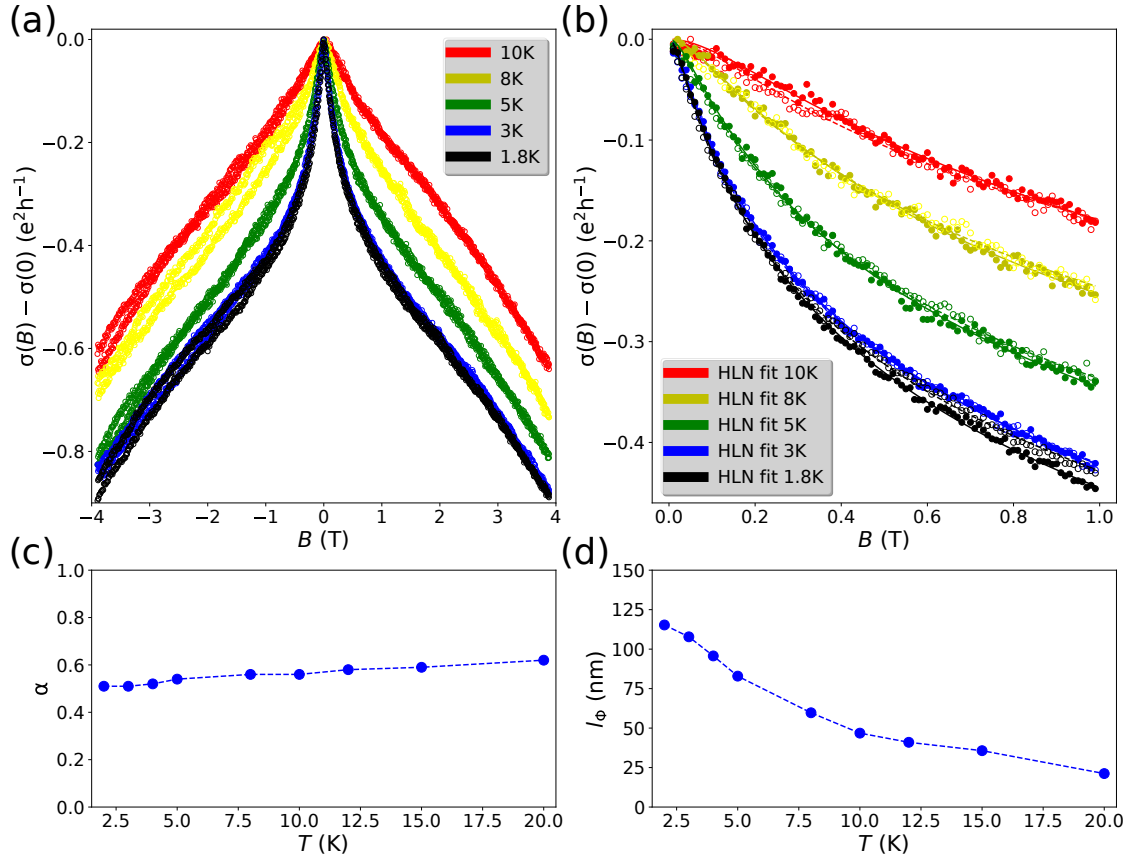 (a)
σ(B) − σ(0) (e²h⁻¹)
0.0
−0.2
−0.4
−0.6
−0.8
10K
8K
5K
3K
1.8K
−4 −3 −2 −1 0 1 2 3 4
B (T)
(b)
σ(B) − σ(0) (e²h⁻¹)
0.0
−0.1
−0.2
−0.3
−0.4
HLN fit 10K
HLN fit 8K
HLN fit 5K
HLN fit 3K
HLN fit 1.8K
0.0 0.2 0.4 0.6 0.8 1.0
B (T)
(c)
α
1.0
0.8
0.6
0.4
0.2
0.0
2.5 5.0 7.5 10.0 12.5 15.0 17.5 20.0
T (K)
(d)
l_Φ (nm)
150
125
100
75
50
25
0
2.5 5.0 7.5 10.0 12.5 15.0 17.5 20.0
T (K)